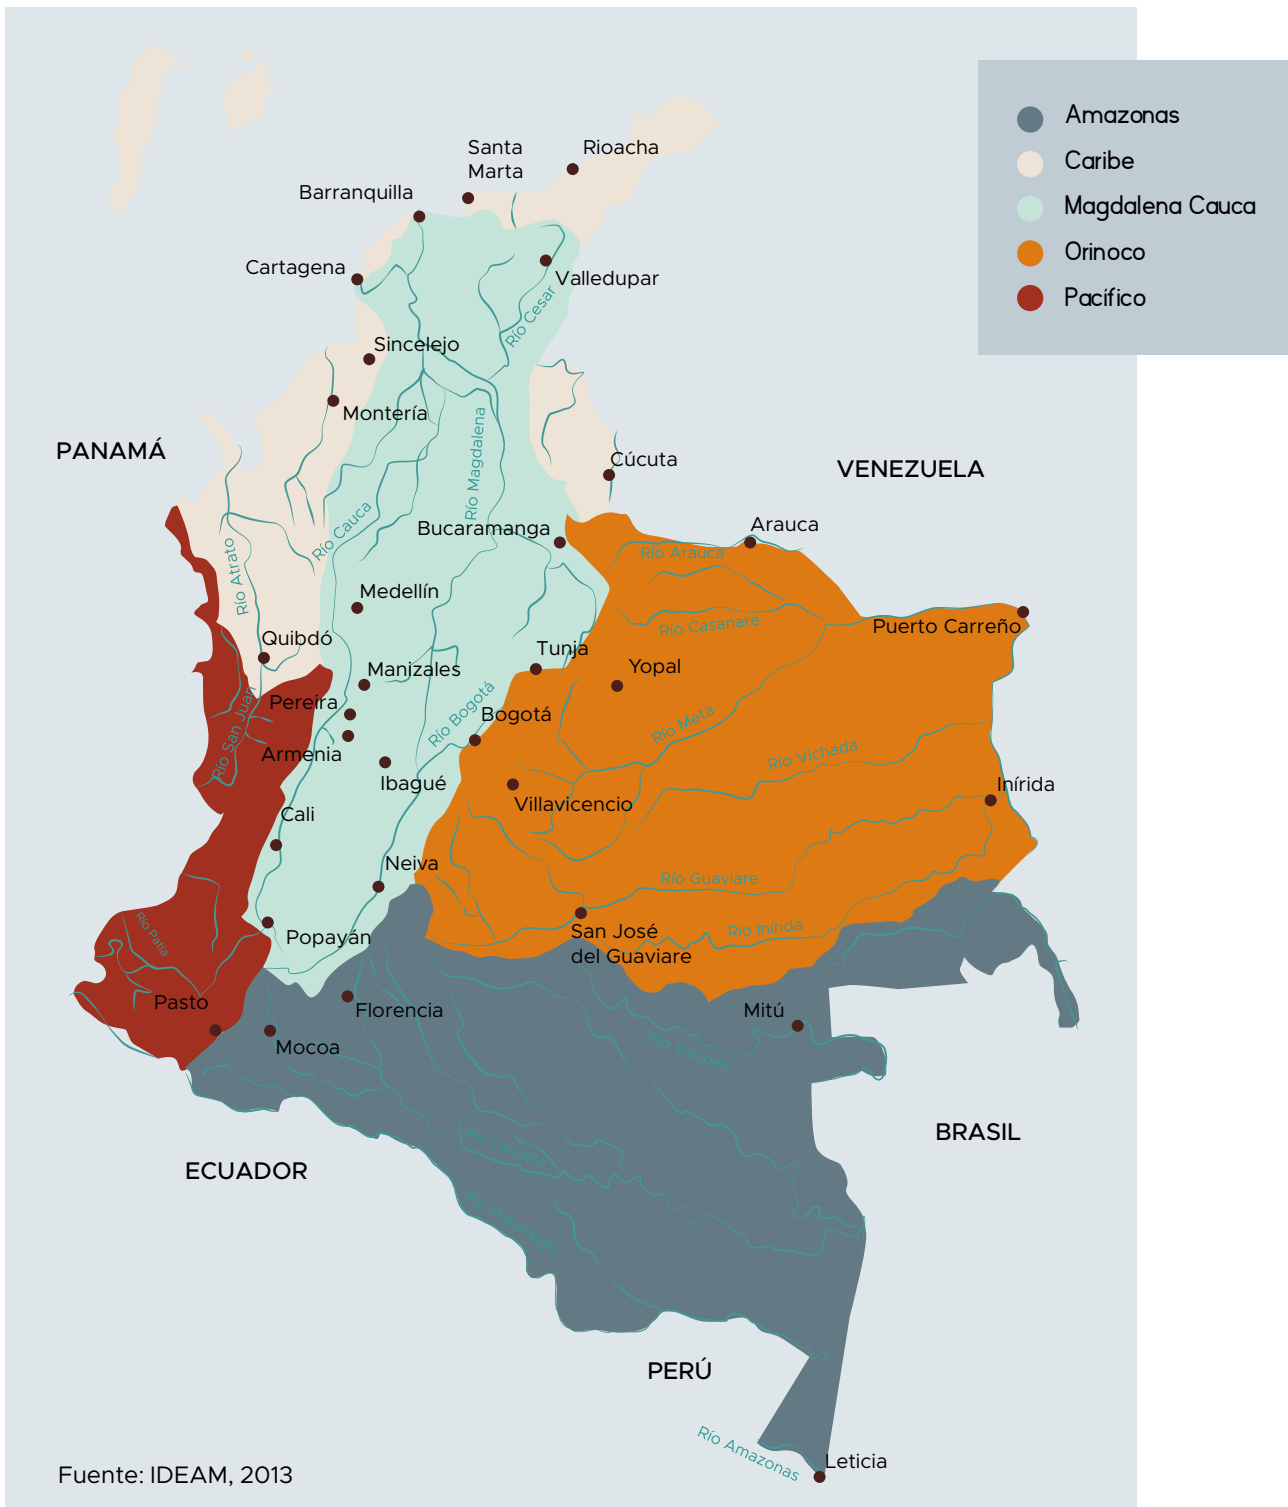 Amazonas
Caribe
Magdalena Cauca
Orinoco
Pacífico
Santa
Marta
Rioacha
Barranquilla
Cartagena
Valledupar
Río Cesar
Sincelejo
Montería
PANAMÁ
Río Magdalena
Cúcuta
VENEZUELA
Río Cauca
Bucaramanga
Arauca
Río Arauca
Río Atrato
Medellín
Río Casanare
Puerto Carreño
Quibdó
Tunja
Yopal
Manizales
Pereira
Río San Juan
Río Bogotá
Bogotá
Río Meta
Armenia
Río Vichada
Ibagué
Villavicencio
Inírida
Cali
Neiva
Río Guaviare
Río Patía
Popayán
San José
del Guaviare
Río Inírida
Pasto
Florencia
Mitú
Mocoa
Río Vaupés
BRASIL
Río Caquetá
ECUADOR
Río Putumayo
PERÚ
Río Amazonas
Leticia
Fuente: IDEAM, 2013